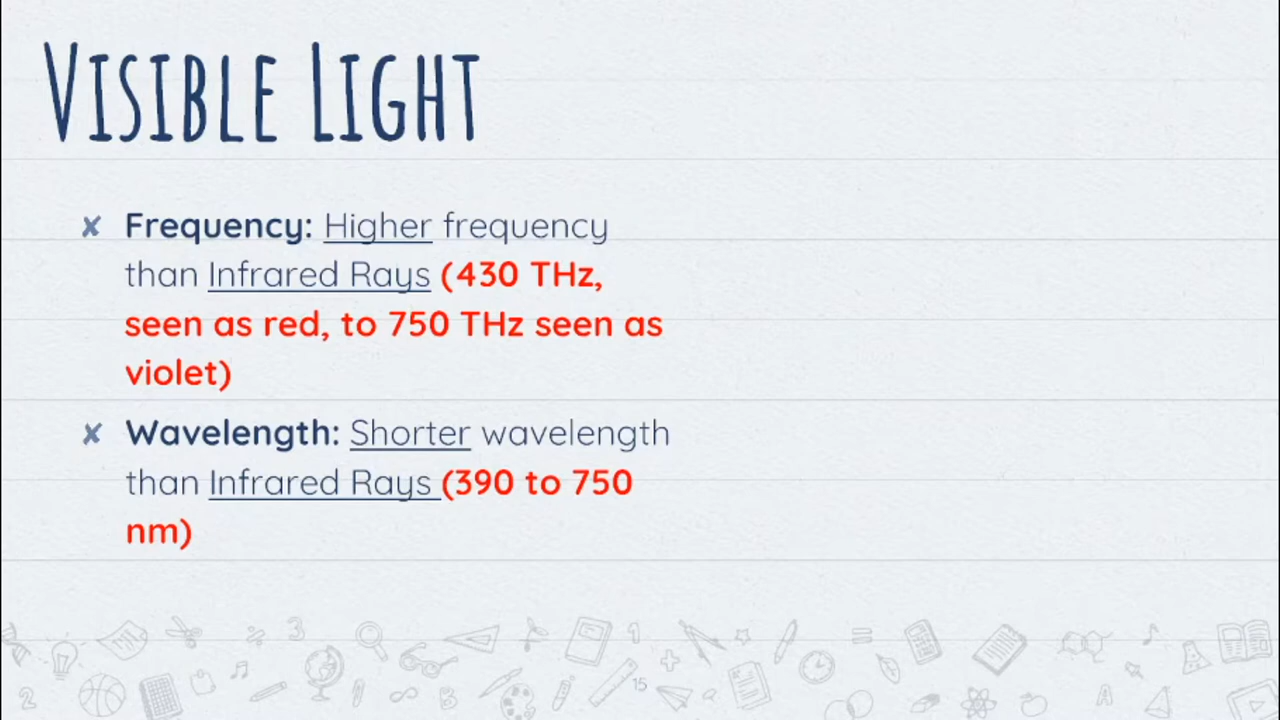 VISIBLE LIGHT
✘ Frequency: Higher frequency
than Infrared Rays (430 THz,
seen as red, to 750 THz seen as
violet)
✘ Wavelength: Shorter wavelength
than Infrared Rays (390 to 750
nm)
15